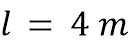 l = 4 m